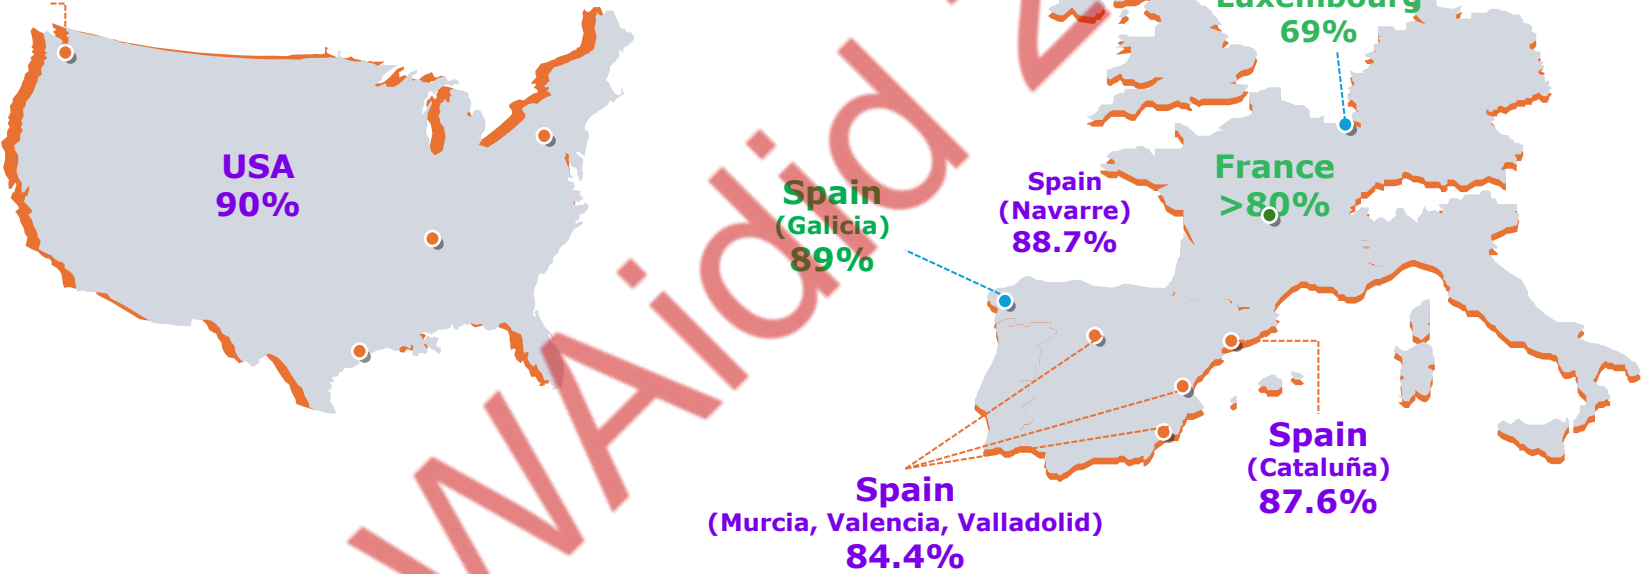 Luxembourg
69%
USA
90%
Spain
(Galicia)
89%
Spain
(Navarre)
88.7%
France
>80%
Spain
(Cataluña)
87.6%
Spain
(Murcia, Valencia, Valladolid)
84.4%
WAidid 2